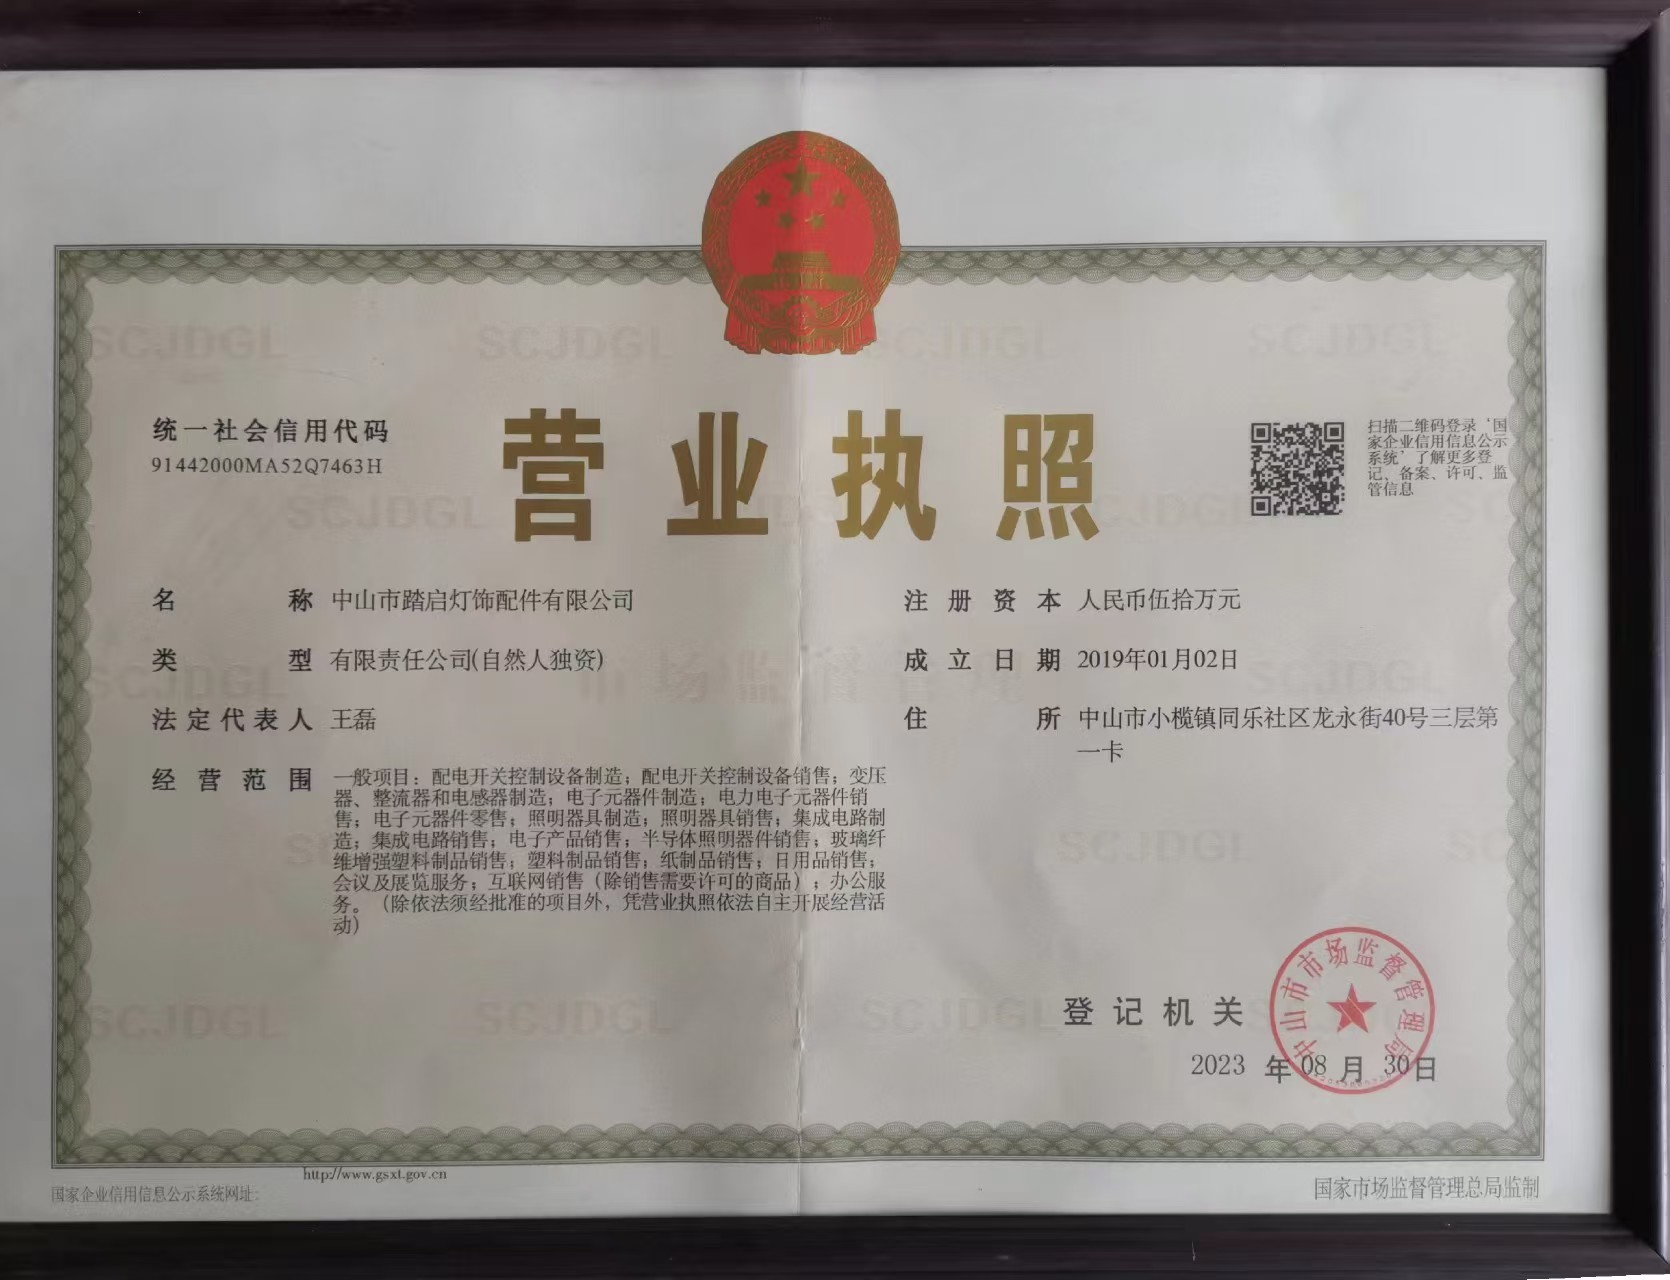 统一社会信用代码
91442000MA52Q7463H
营业执照
扫描二维码登录‘国
家企业信用信息公示
系统’了解更多登
记、备案、许可、监
管信息
名称 中山市踏启灯饰配件有限公司
类型 有限责任公司(自然人独资)
法定代表人 王磊
经营范围 一般项目：配电开关控制设备制造；配电开关控制设备销售；变压
器、整流器和电感器制造；电子元器件制造；电力电子元器件销
售；电子元器件零售；照明器具制造；照明器具销售；集成电路制
造；集成电路销售；电子产品销售；半导体照明器件销售；玻璃纤
维增强塑料制品销售；塑料制品销售；纸制品销售；日用品销售；
会议及展览服务；互联网销售（除销售需要许可的商品）；办公服
务。（除依法须经批准的项目外，凭营业执照依法自主开展经营活
动）
注册资本 人民币伍拾万元
成立日期 2019年01月02日
住所 中山市小榄镇同乐社区龙永街40号三层第
一卡
登记机关
中山市市场监督管理局
2023 年 08 月 30 日
http://www.gsxt.gov.cn
国家企业信用信息公示系统网址:
国家市场监督管理总局监制
SCJDGL
市场监督管理